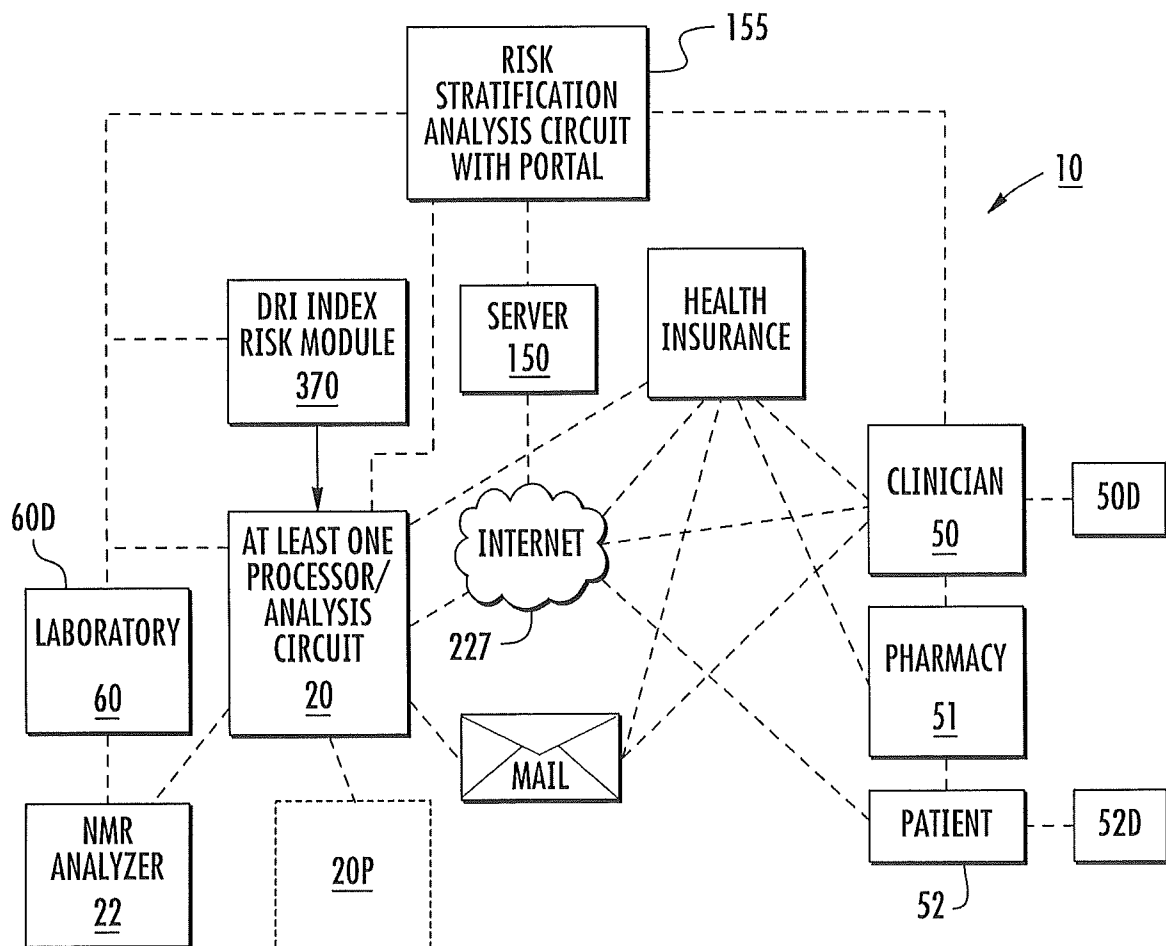 155
RISK
STRATIFICATION
ANALYSIS CIRCUIT
WITH PORTAL
10
DRI INDEX
RISK MODULE
370
SERVER
150
HEALTH
INSURANCE
CLINICIAN
50
50D
60D
AT LEAST ONE
PROCESSOR/
ANALYSIS
CIRCUIT
20
INTERNET
227
LABORATORY
60
PHARMACY
51
MAIL
NMR
ANALYZER
22
20P
PATIENT
52D
52